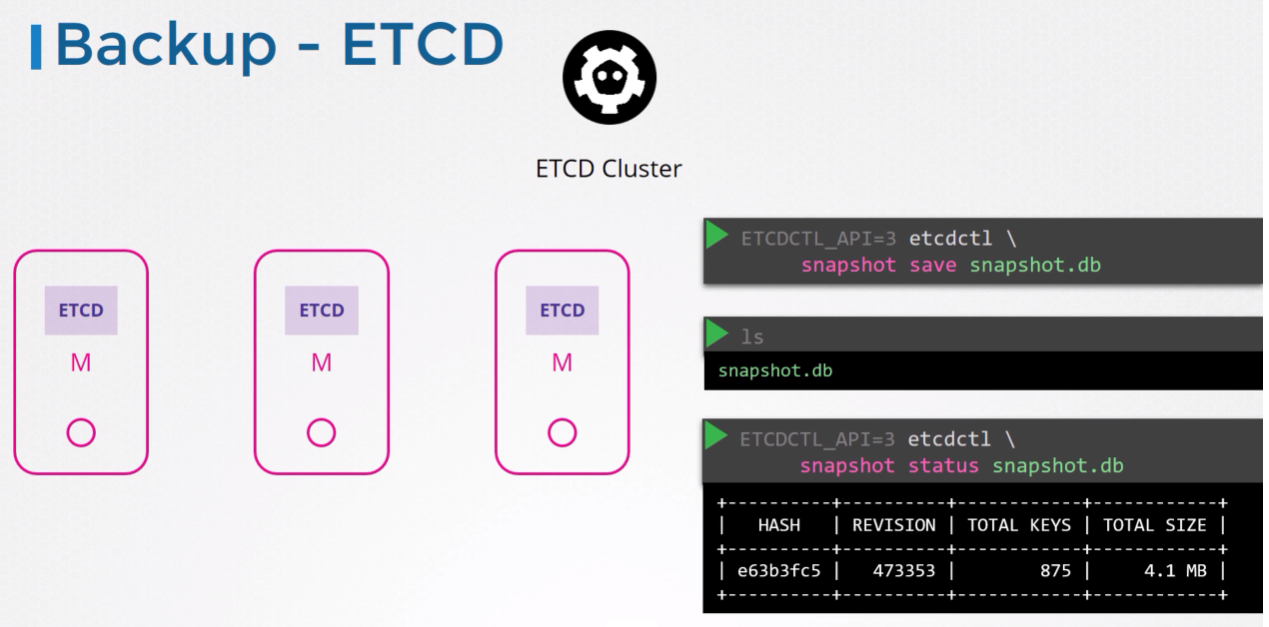 Backup - ETCD
ETCD Cluster
ETCD
M
ETCD
M
ETCD
M
ETCDCTL_API=3 etcdctl \
snapshot save snapshot.db
ls
snapshot.db
ETCDCTL_API=3 etcdctl \
snapshot status snapshot.db
+----------+----------+------------+------------+
| HASH | REVISION | TOTAL KEYS | TOTAL SIZE |
+----------+----------+------------+------------+
| e63b3fc5 | 473353 | 875 | 4.1 MB |
+----------+----------+------------+------------+